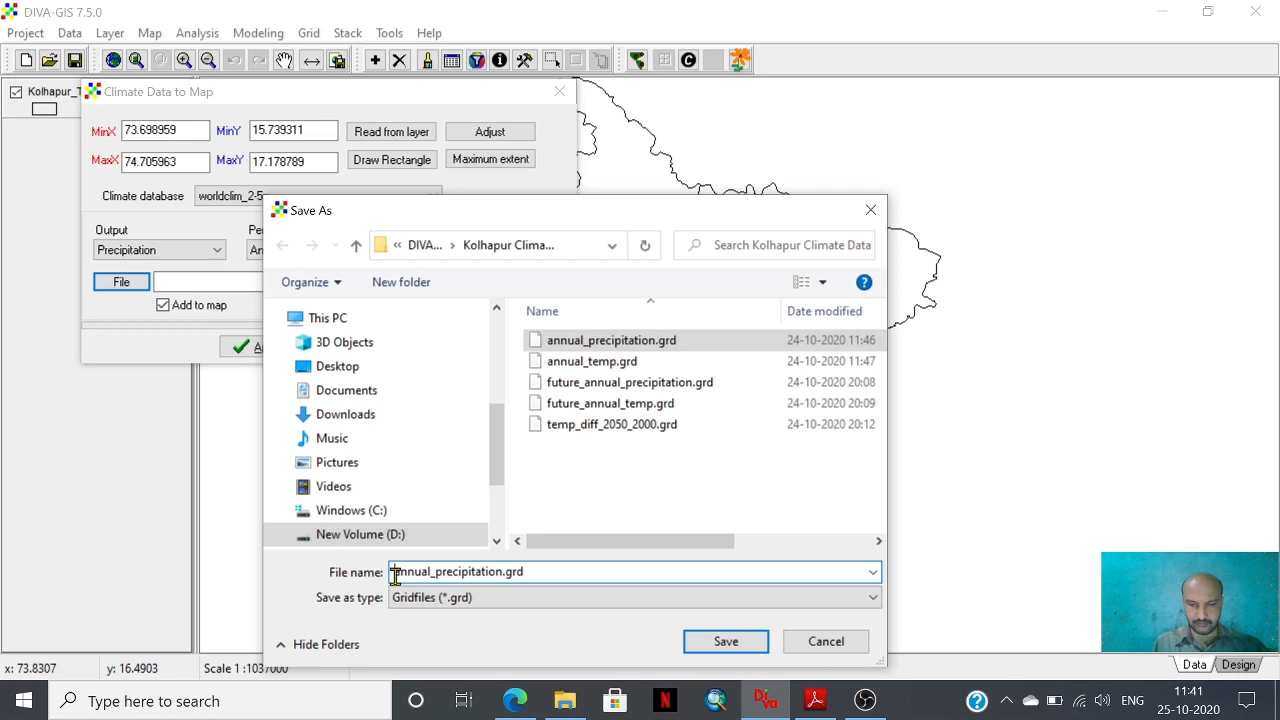 DIVA-GIS 7.5.0
Project Data Layer Map Analysis Modeling Grid Stack Tools Help
Kolhapur_T
Climate Data to Map
MinX 73.698959 MinY 15.739311 Read from layer Adjust
MaxX 74.705963 MaxY 17.178789 Draw Rectangle Maximum extent
Climate database worldclim_2-5
Output Pe
Precipitation An
File
Add to map
Save As
« DIVA... › Kolhapur Clima...
Search Kolhapur Climate Data
Organize New folder
This PC
3D Objects
Desktop
Documents
Downloads
Music
Pictures
Videos
Windows (C:)
New Volume (D:)
Name Date modified
annual_precipitation.grd 24-10-2020 11:46
annual_temp.grd 24-10-2020 11:47
future_annual_precipitation.grd 24-10-2020 20:08
future_annual_temp.grd 24-10-2020 20:09
temp_diff_2050_2000.grd 24-10-2020 20:12
File name: annual_precipitation.grd
Save as type: Gridfiles (*.grd)
Hide Folders Save Cancel
x: 73.8307 y: 16.4903 Scale 1 :1037000
Data Design
Type here to search
ENG
11:41
25-10-2020